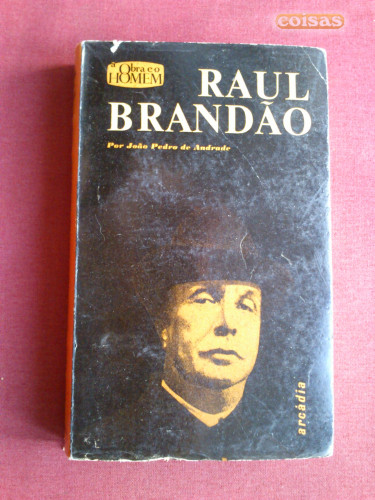 coisas
a Obra e o
HOMEM
RAUL
BRANDÃO
Por João Pedro de Andrade
arcádia